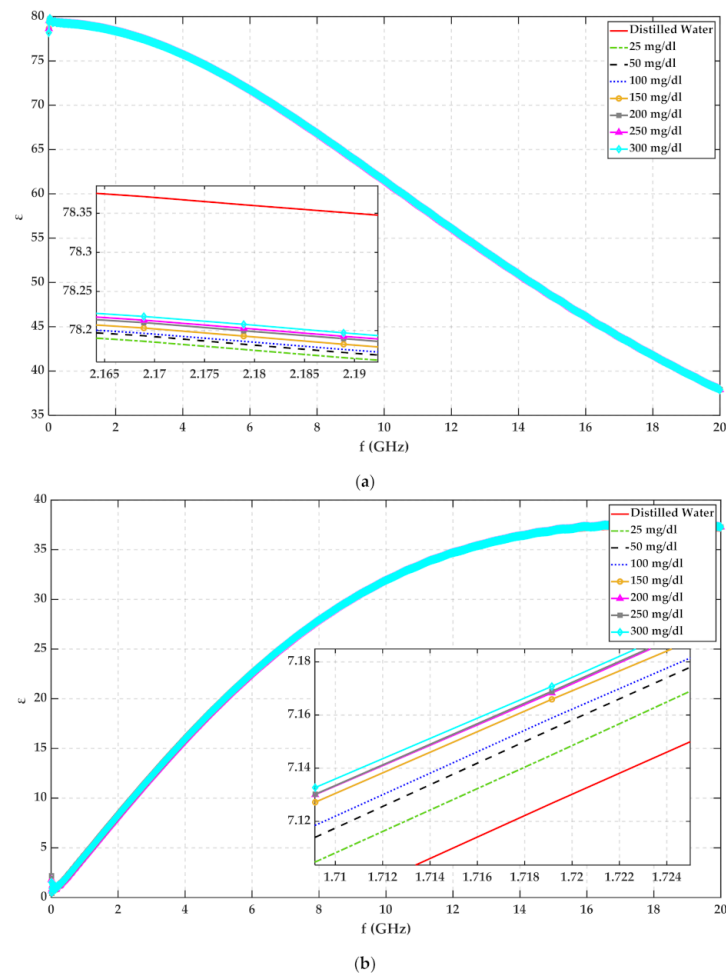 80
75
70
65
60
55
50
45
40
35
ε
Distilled Water
25 mg/dl
50 mg/dl
100 mg/dl
150 mg/dl
200 mg/dl
250 mg/dl
300 mg/dl
78.35
78.3
78.25
78.2
2.165 2.17 2.175 2.18 2.185 2.19
0 2 4 6 8 10 12 14 16 18 20
f (GHz)
(a)
40
35
30
25
20
15
10
5
0
ε
Distilled Water
25 mg/dl
50 mg/dl
100 mg/dl
150 mg/dl
200 mg/dl
250 mg/dl
300 mg/dl
7.18
7.16
7.14
7.12
1.71 1.712 1.714 1.716 1.718 1.72 1.722 1.724
0 2 4 6 8 10 12 14 16 18 20
f (GHz)
(b)